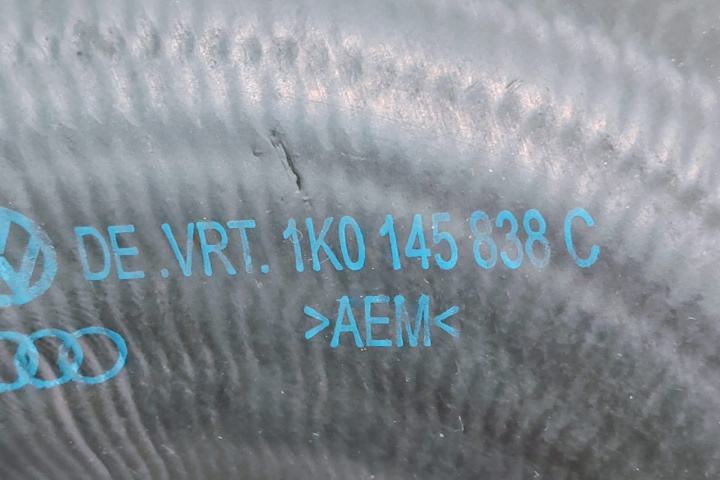 DE .VRT. 1K0 145 838 C
>AEM<